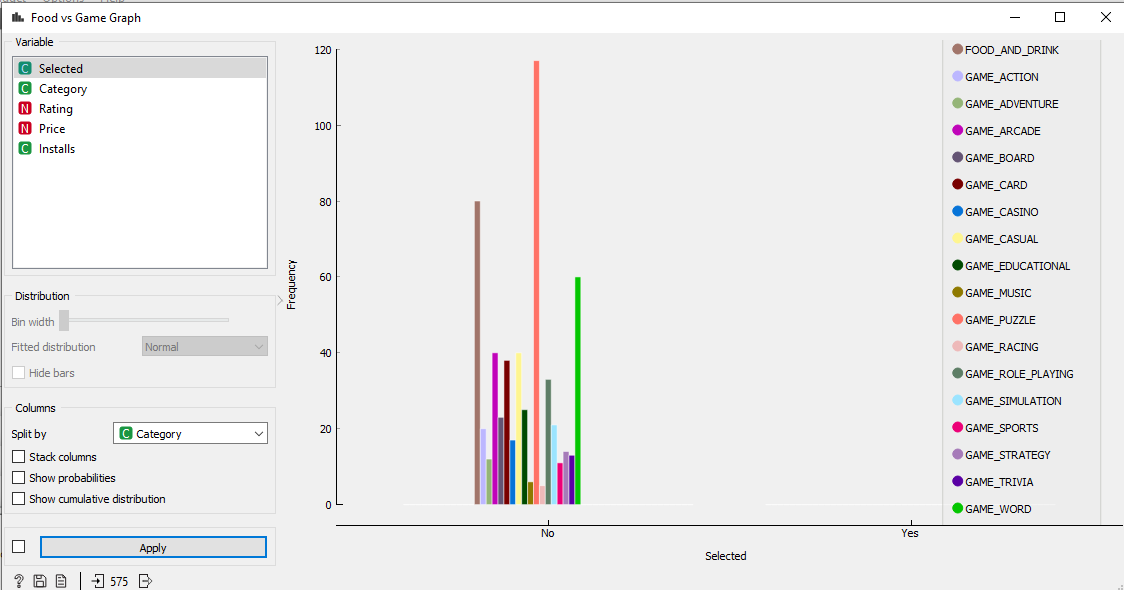 Food vs Game Graph
Variable
C Selected
C Category
N Rating
N Price
C Installs
Distribution
Bin width
Fitted distribution Normal
Hide bars
Columns
Split by C Category
Stack columns
Show probabilities
Show cumulative distribution
Apply
? 575
120
100
80
60
40
20
0
Frequency
No Yes
Selected
FOOD_AND_DRINK
GAME_ACTION
GAME_ADVENTURE
GAME_ARCADE
GAME_BOARD
GAME_CARD
GAME_CASINO
GAME_CASUAL
GAME_EDUCATIONAL
GAME_MUSIC
GAME_PUZZLE
GAME_RACING
GAME_ROLE_PLAYING
GAME_SIMULATION
GAME_SPORTS
GAME_STRATEGY
GAME_TRIVIA
GAME_WORD